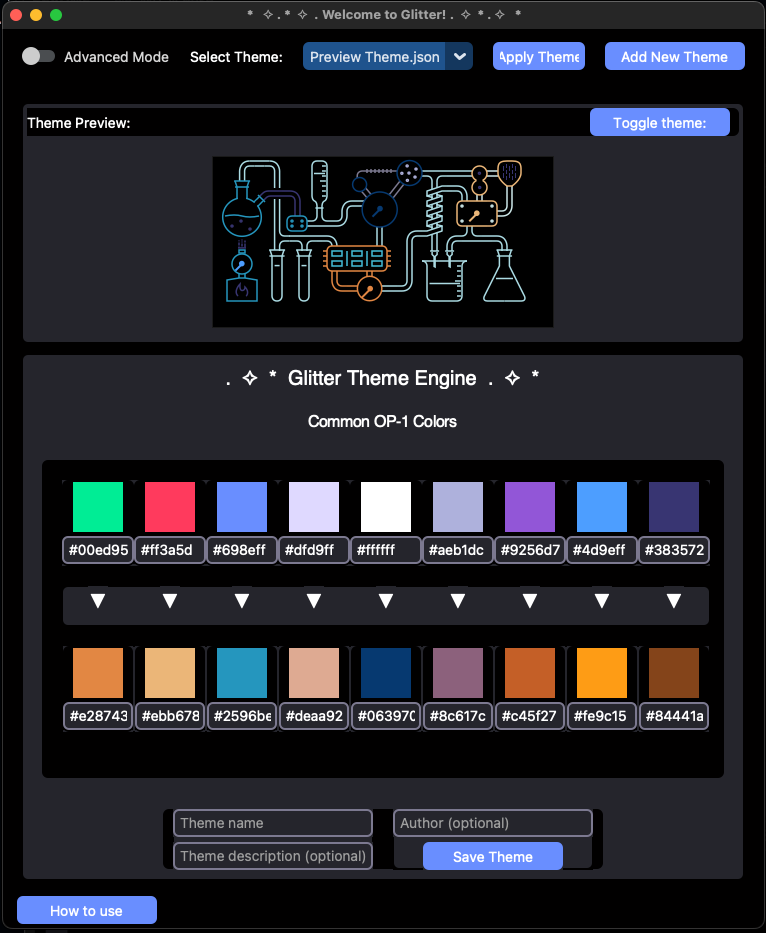 * ✧ . * ✧ . Welcome to Glitter! . ✧ * . ✧ *
Advanced Mode Select Theme: Preview Theme.json Apply Theme Add New Theme
Theme Preview: Toggle theme:
. ✧ * Glitter Theme Engine . ✧ *
Common OP-1 Colors
#00ed95 #ff3a5d #698eff #dfd9ff #ffffff #aeb1dc #9256d7 #4d9eff #383572
▼ ▼ ▼ ▼ ▼ ▼ ▼ ▼ ▼
#e28743 #ebb678 #2596be #deaa92 #063970 #8c617c #c45f27 #fe9c15 #84441a
Theme name Author (optional)
Theme description (optional) Save Theme
How to use